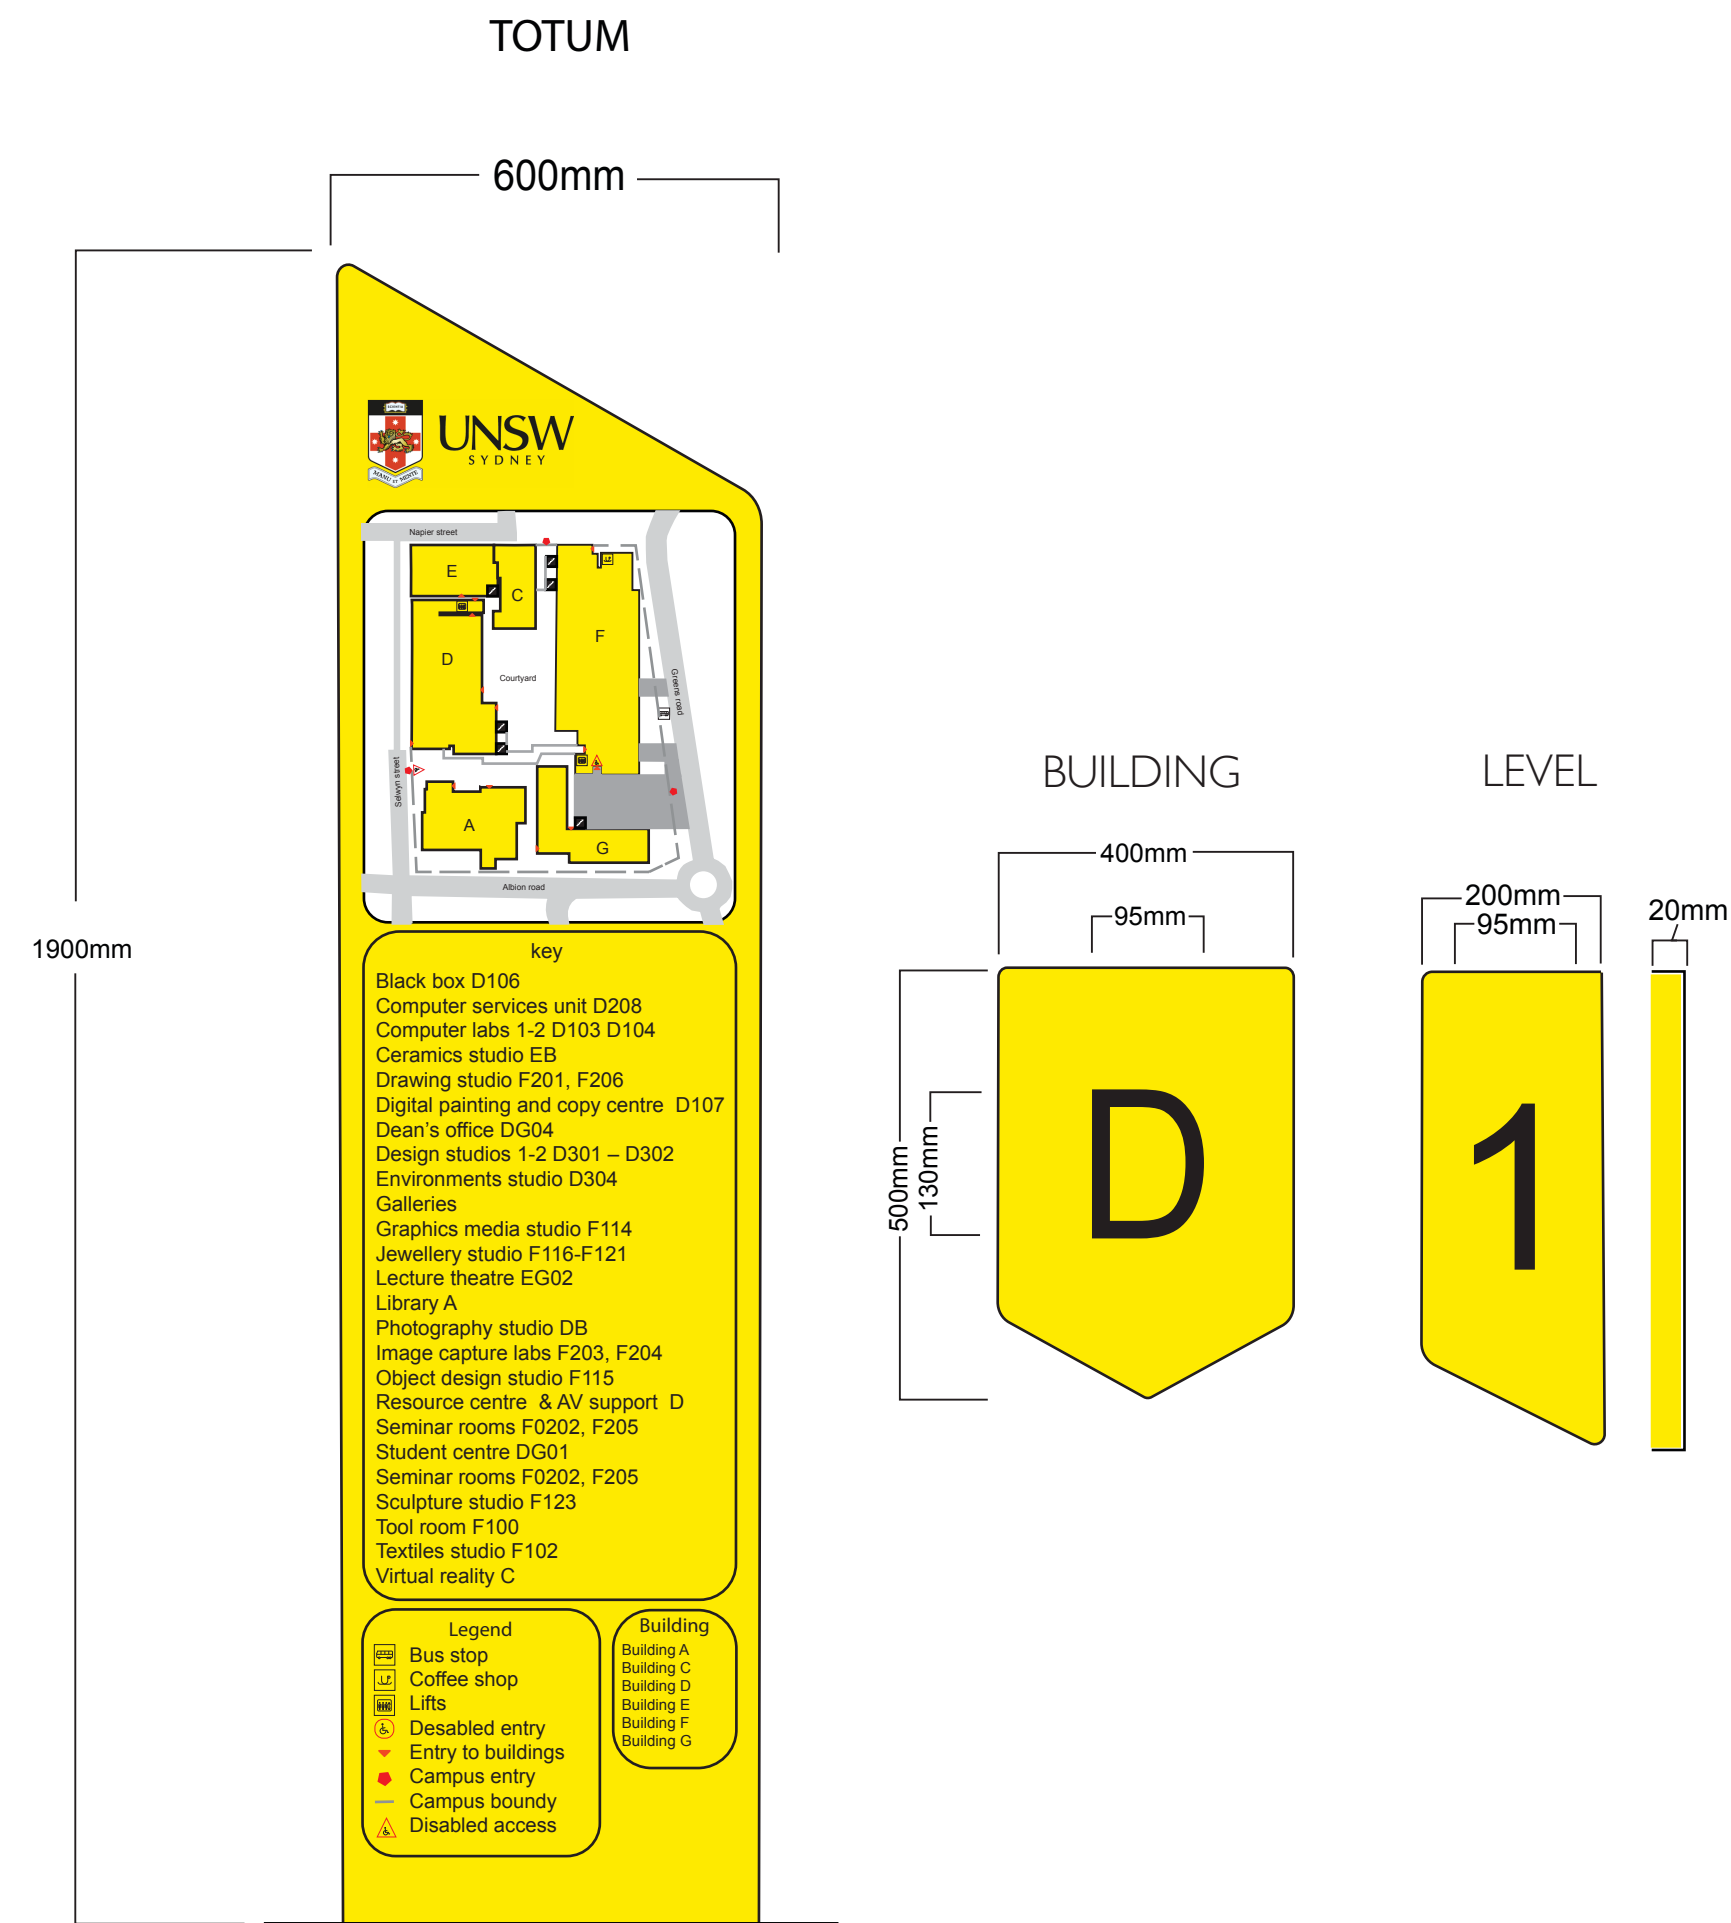 TOTUM
600mm
1900mm
SCIENTIA
MANU ET MENTE
UNSW
SYDNEY
Napier street
E
C
F
D
Courtyard
Greens road
Selwyn street
A
G
Albion road
key
Black box D106
Computer services unit D208
Computer labs 1-2 D103 D104
Ceramics studio EB
Drawing studio F201, F206
Digital painting and copy centre  D107
Dean’s office DG04
Design studios 1-2 D301 – D302
Environments studio D304
Galleries
Graphics media studio F114
Jewellery studio F116-F121
Lecture theatre EG02
Library A
Photography studio DB
Image capture labs F203, F204
Object design studio F115
Resource centre  & AV support  D
Seminar rooms F0202, F205
Student centre DG01
Seminar rooms F0202, F205
Sculpture studio F123
Tool room F100
Textiles studio F102
Virtual reality C
Legend
Bus stop
Coffee shop
Lifts
Desabled entry
Entry to buildings
Campus entry
Campus boundy
Disabled access
Building
Building A
Building C
Building D
Building E
Building F
Building G
BUILDING
400mm
95mm
500mm
130mm
D
LEVEL
200mm
95mm
20mm
1